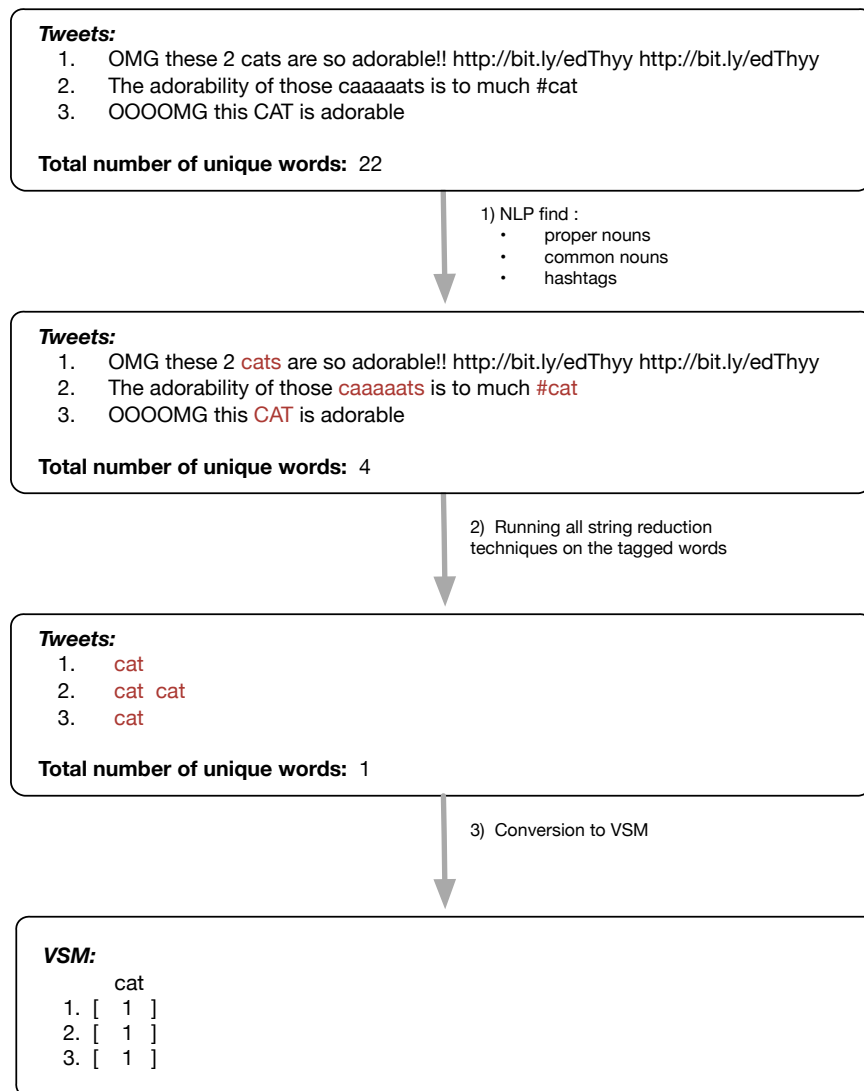 Tweets:
1. OMG these 2 cats are so adorable!! http://bit.ly/edThyy http://bit.ly/edThyy
2. The adorability of those caaaaats is to much #cat
3. OOOOMG this CAT is adorable
Total number of unique words: 22
1) NLP find :
• proper nouns
• common nouns
• hashtags
Tweets:
1. OMG these 2 cats are so adorable!! http://bit.ly/edThyy http://bit.ly/edThyy
2. The adorability of those caaaaats is to much #cat
3. OOOOMG this CAT is adorable
Total number of unique words: 4
2) Running all string reduction
techniques on the tagged words
Tweets:
1. cat
2. cat cat
3. cat
Total number of unique words: 1
3) Conversion to VSM
VSM:
cat
1. [ 1 ]
2. [ 1 ]
3. [ 1 ]